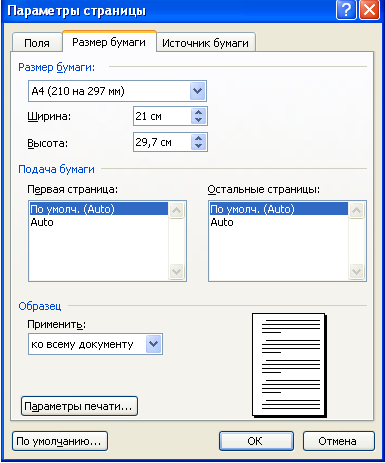 Параметры страницы
Поля Размер бумаги Источник бумаги
Размер бумаги:
A4 (210 на 297 мм)
Ширина: 21 см
Высота: 29,7 см
Подача бумаги
Первая страница: Остальные страницы:
По умолч. (Auto) По умолч. (Auto)
Auto Auto
Образец
Применить:
ко всему документу
Параметры печати...
По умолчанию... ОК Отмена